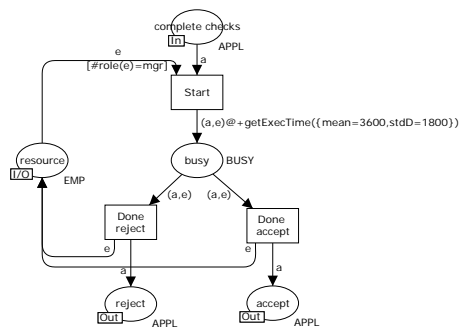 complete checks
In
APPL
e
a
[#role(e)=mgr]
Start
(a,e)@+getExecTime({mean=3600,stdD=1800})
resource
I/O
EMP
busy
BUSY
(a,e)
(a,e)
Done
reject
Done
accept
e
e
a
a
reject
Out
APPL
accept
Out
APPL